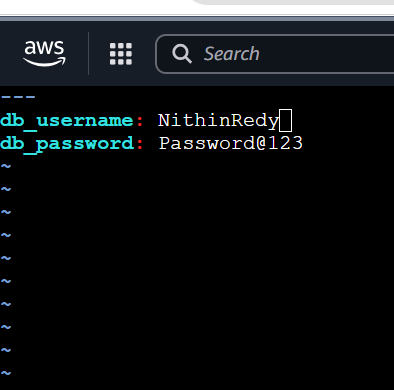 aws
Search
---
db_username: NithinRedy
db_password: Password@123
~
~
~
~
~
~
~
~
~
~